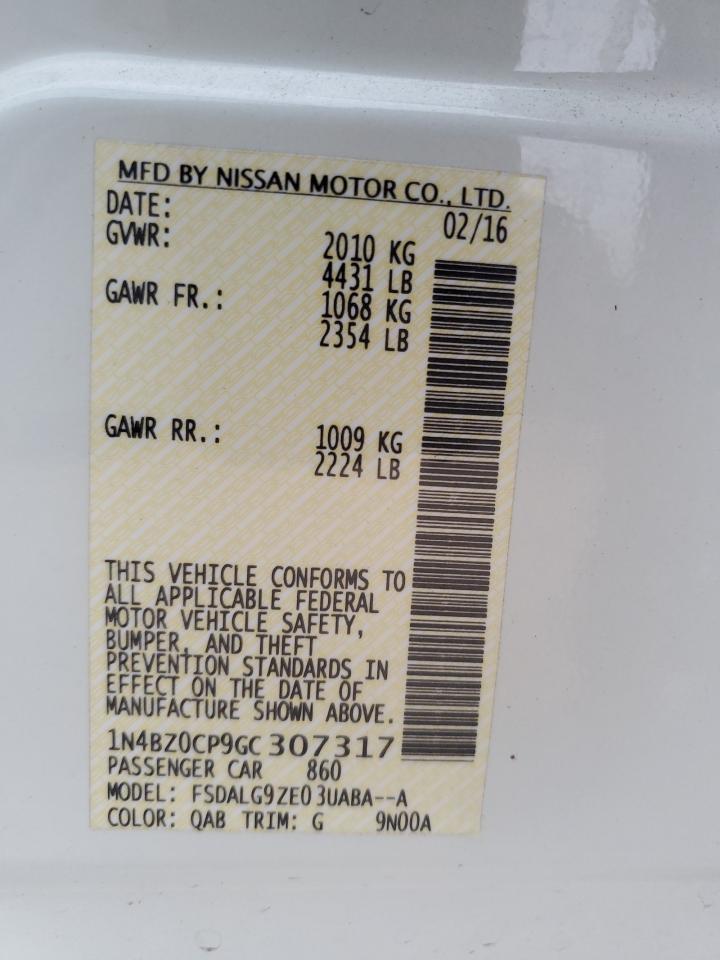 MFD BY NISSAN MOTOR CO., LTD.
DATE: 02/16
GVWR: 2010 KG
4431 LB
GAWR FR.: 1068 KG
2354 LB
GAWR RR.: 1009 KG
2224 LB
THIS VEHICLE CONFORMS TO
ALL APPLICABLE FEDERAL
MOTOR VEHICLE SAFETY,
BUMPER, AND THEFT
PREVENTION STANDARDS IN
EFFECT ON THE DATE OF
MANUFACTURE SHOWN ABOVE.
1N4BZ0CP9GC 307317
PASSENGER CAR 860
MODEL: FSDALG9ZE03UABA--A
COLOR: QAB TRIM: G 9N00A